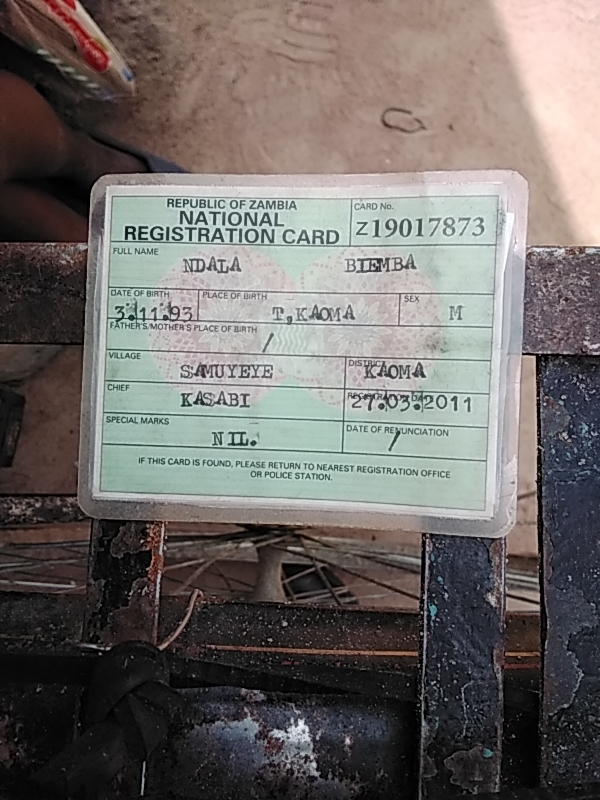 REPUBLIC OF ZAMBIA
NATIONAL
REGISTRATION CARD
CARD No.
Z19017873
FULL NAME
NDALA BIEMBA
DATE OF BIRTH
3.11.93
PLACE OF BIRTH
T,KAOMA
SEX
M
FATHER'S/MOTHER'S PLACE OF BIRTH
/
VILLAGE
SAMUYEYE
DISTRICT
KAOMA
CHIEF
KASABI
27.03.2011
SPECIAL MARKS
NIL.
DATE OF RENUNCIATION
/
IF THIS CARD IS FOUND, PLEASE RETURN TO NEAREST REGISTRATION OFFICE
OR POLICE STATION.